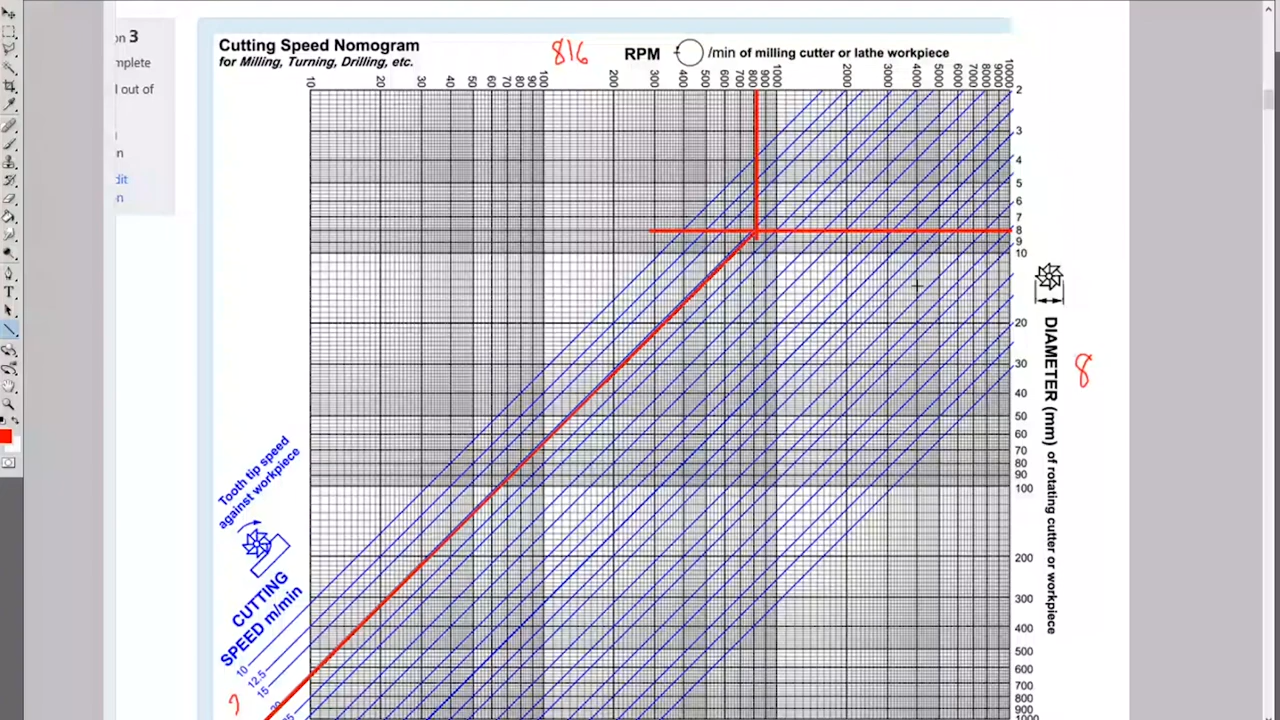 on 3
mplete
l out of
n
dit
n
Cutting Speed Nomogram
for Milling, Turning, Drilling, etc.
816
RPM /min of milling cutter or lathe workpiece
10 20 30 40 50 60 70 80 90 100 200 300 400 500 600 700 800 900 1000 2000 3000 4000 5000 6000 7000 8000 9000 10000
2
3
4
5
6
7
8
9
10
20
30
40
50
60
70
80
90
100
200
300
400
500
600
700
800
900
1000
DIAMETER (mm) of rotating cutter or workpiece
8
Tooth tip speed
against workpiece
CUTTING
SPEED m/min
10
12.5
15
20
?